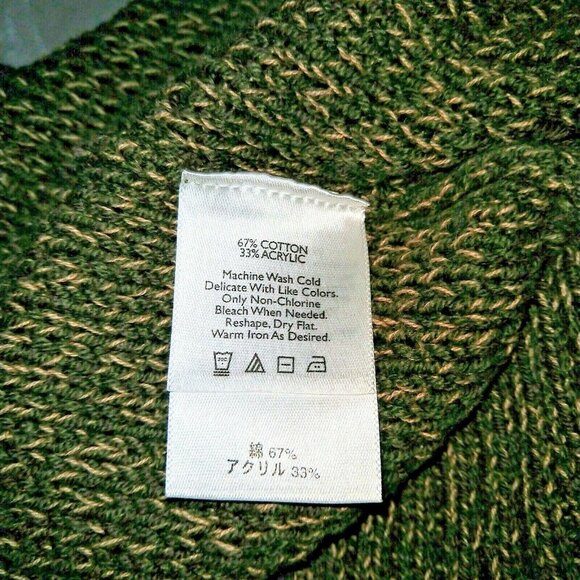 67% COTTON
33% ACRYLIC
Machine Wash Cold
Delicate With Like Colors.
Only Non-Chlorine
Bleach When Needed.
Reshape, Dry Flat.
Warm Iron As Desired.
綿 67%
アクリル 33%